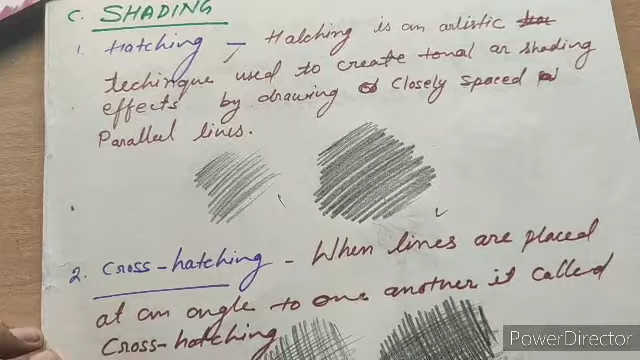 C. SHADING
1. Hatching - Hatching is an artistic
techinque used to create tonal or shading
effects by drawing closely spaced
Parallel lines.
2. Cross-hatching - When lines are placed
at an angle to one another it called
Cross-hatching
PowerDirector